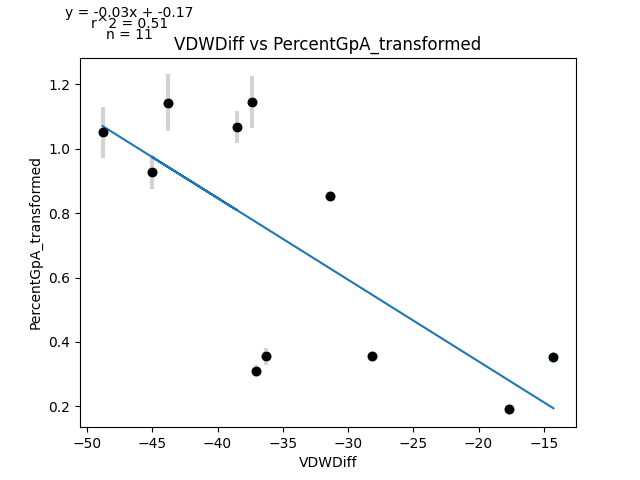 y = -0.03x + -0.17
r^2 = 0.51
n = 11
VDWDiff vs PercentGpA_transformed
PercentGpA_transformed
1.2
1.0
0.8
0.6
0.4
0.2
−50 −45 −40 −35 −30 −25 −20 −15
VDWDiff